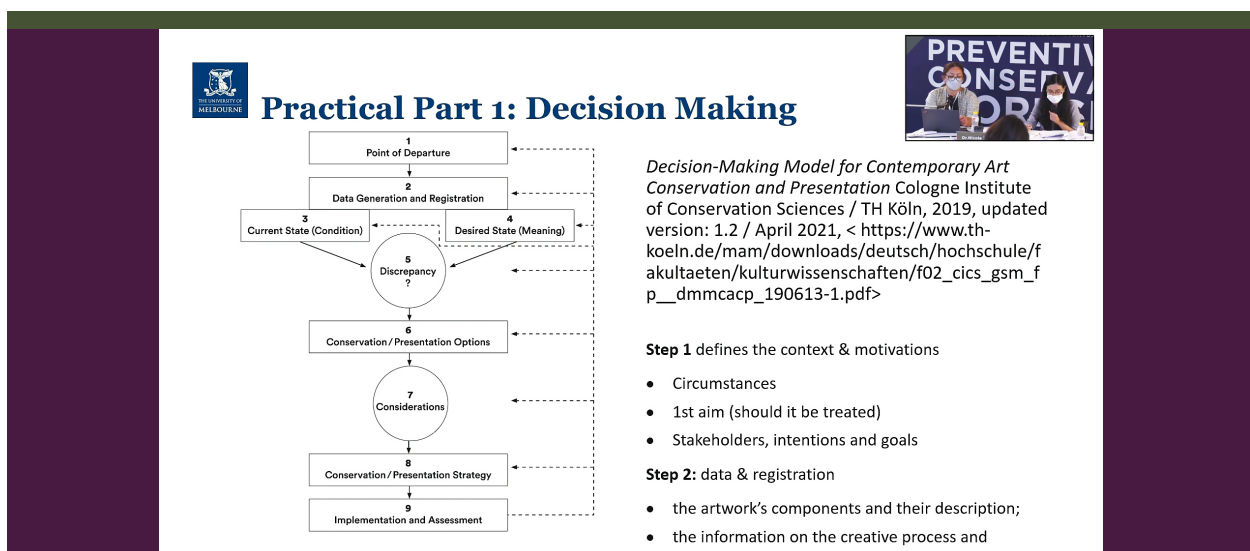 THE UNIVERSITY OF
MELBOURNE
Practical Part 1: Decision Making
PREVENTIV
CONSERVA
1
Point of Departure
2
Data Generation and Registration
3
Current State (Condition)
4
Desired State (Meaning)
5
Discrepancy
?
6
Conservation/Presentation Options
7
Considerations
8
Conservation/Presentation Strategy
9
Implementation and Assessment
Decision-Making Model for Contemporary Art
Conservation and Presentation Cologne Institute
of Conservation Sciences / TH Köln, 2019, updated
version: 1.2 / April 2021, < https://www.th-
koeln.de/mam/downloads/deutsch/hochschule/f
akultaeten/kulturwissenschaften/f02_cics_gsm_f
p__dmmcacp_190613-1.pdf>
Step 1 defines the context & motivations
● Circumstances
● 1st aim (should it be treated)
● Stakeholders, intentions and goals
Step 2: data & registration
● the artwork's components and their description;
● the information on the creative process and